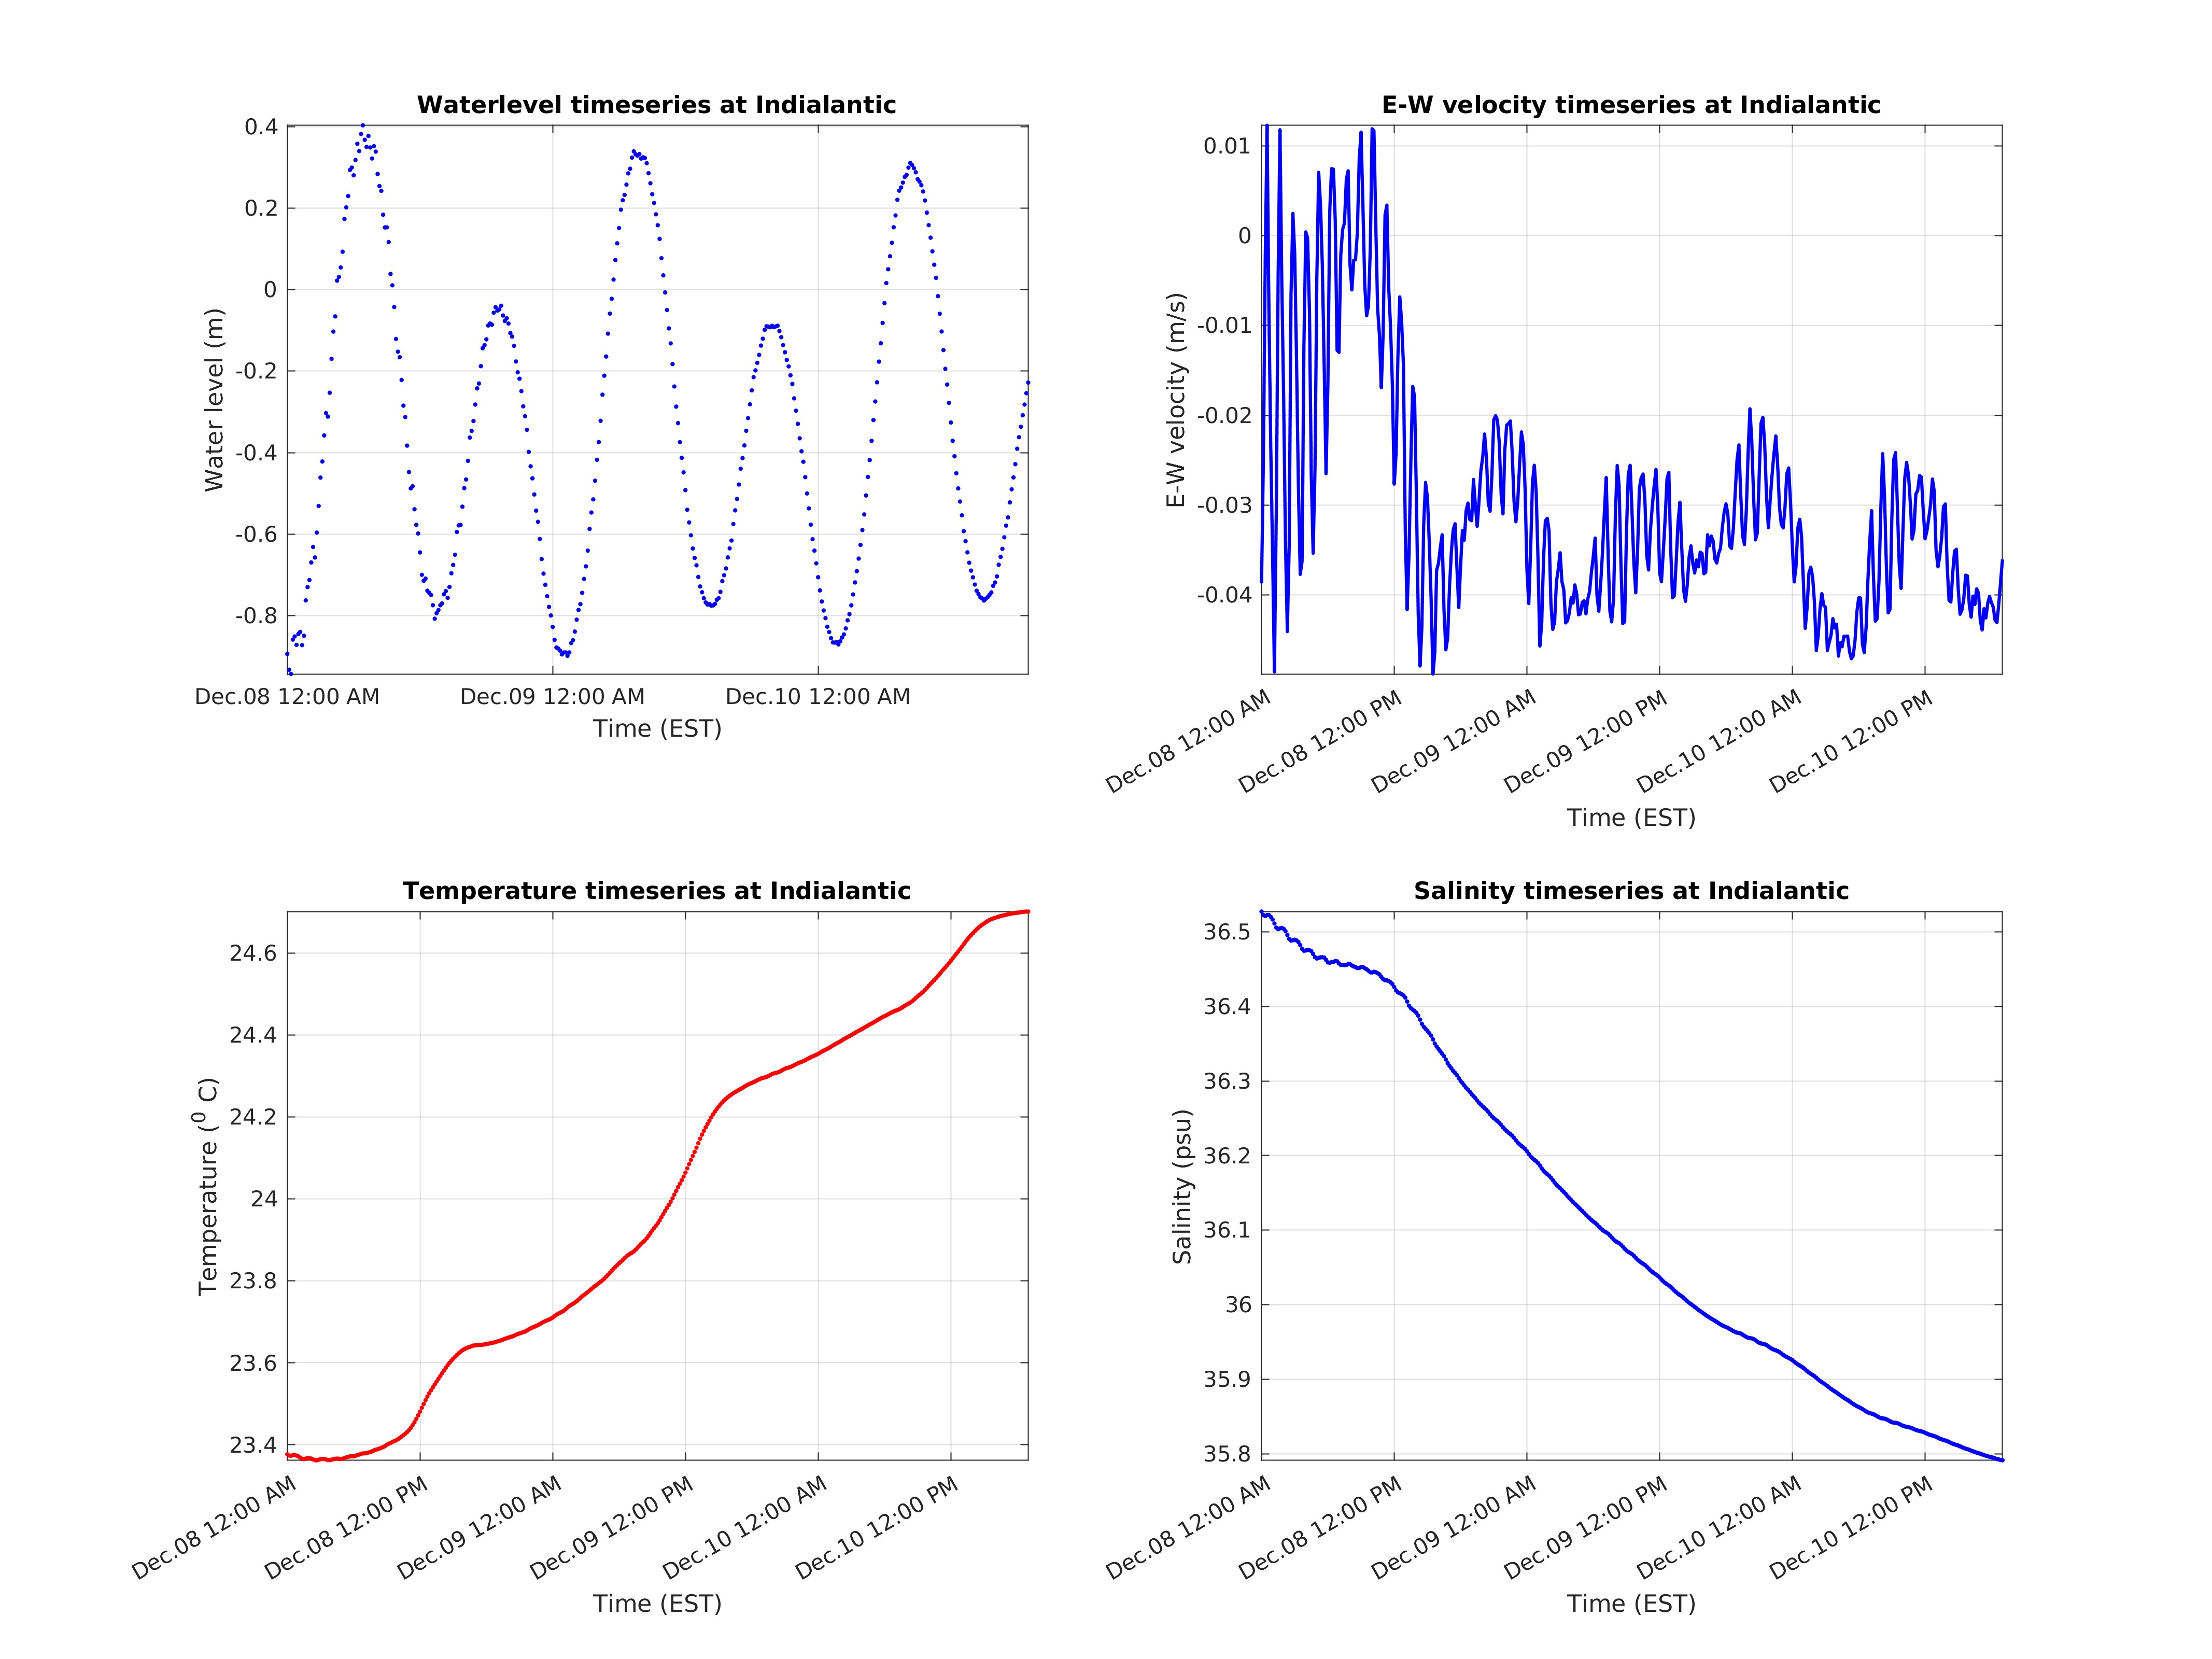 Waterlevel timeseries at Indialantic
0.4
0.2
0
-0.2
-0.4
-0.6
-0.8
Water level (m)
Dec.08 12:00 AM
Dec.09 12:00 AM
Dec.10 12:00 AM
Time (EST)
E-W velocity timeseries at Indialantic
0.01
0
-0.01
-0.02
-0.03
-0.04
E-W velocity (m/s)
Dec.08 12:00 AM
Dec.08 12:00 PM
Dec.09 12:00 AM
Dec.09 12:00 PM
Dec.10 12:00 AM
Dec.10 12:00 PM
Time (EST)
Temperature timeseries at Indialantic
24.6
24.4
24.2
24
23.8
23.6
23.4
Temperature (⁰ C)
Dec.08 12:00 AM
Dec.08 12:00 PM
Dec.09 12:00 AM
Dec.09 12:00 PM
Dec.10 12:00 AM
Dec.10 12:00 PM
Time (EST)
Salinity timeseries at Indialantic
36.5
36.4
36.3
36.2
36.1
36
35.9
35.8
Salinity (psu)
Dec.08 12:00 AM
Dec.08 12:00 PM
Dec.09 12:00 AM
Dec.09 12:00 PM
Dec.10 12:00 AM
Dec.10 12:00 PM
Time (EST)